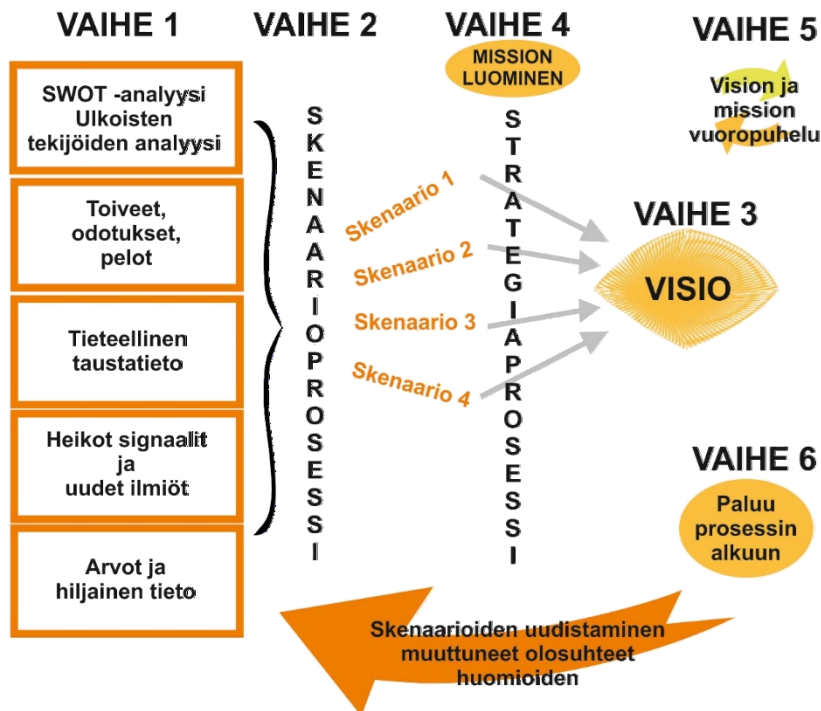 VAIHE 1
SWOT -analyysi
Ulkoisten
tekijöiden analyysi
Toiveet,
odotukset,
pelot
Tieteellinen
taustatieto
Heikot signaalit
ja
uudet ilmiöt
Arvot ja
hiljainen tieto
VAIHE 2
SKENAARIOPROSESSI
Skenaario 1
Skenaario 2
Skenaario 3
Skenaario 4
VAIHE 4
MISSION
LUOMINEN
STRATEGIAPROSESSI
VAIHE 5
Vision ja
mission
vuoropuhelu
VAIHE 3
VISIO
VAIHE 6
Paluu
prosessin
alkuun
Skenaarioiden uudistaminen
muuttuneet olosuhteet
huomioiden